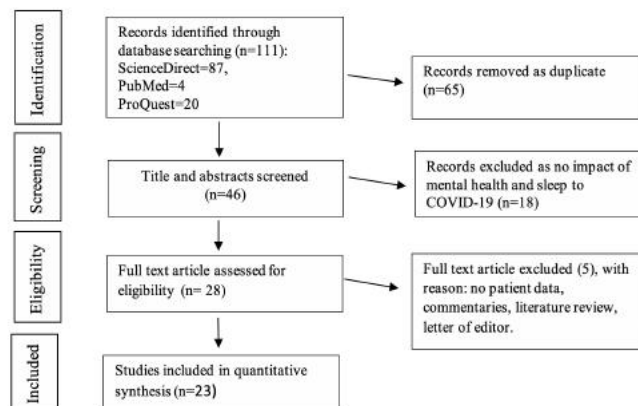 Identification
Records identified through
database searching (n=111):
ScienceDirect=87,
PubMed=4
ProQuest=20
Records removed as duplicate
(n=65)
Screening
Title and abstracts screened
(n=46)
Records excluded as no impact of
mental health and sleep to
COVID-19 (n=18)
Eligibility
Full text article assessed for
eligibility (n= 28)
Full text article excluded (5), with
reason: no patient data,
commentaries, literature review,
letter of editor.
Included
Studies included in quantitative
synthesis (n=23)